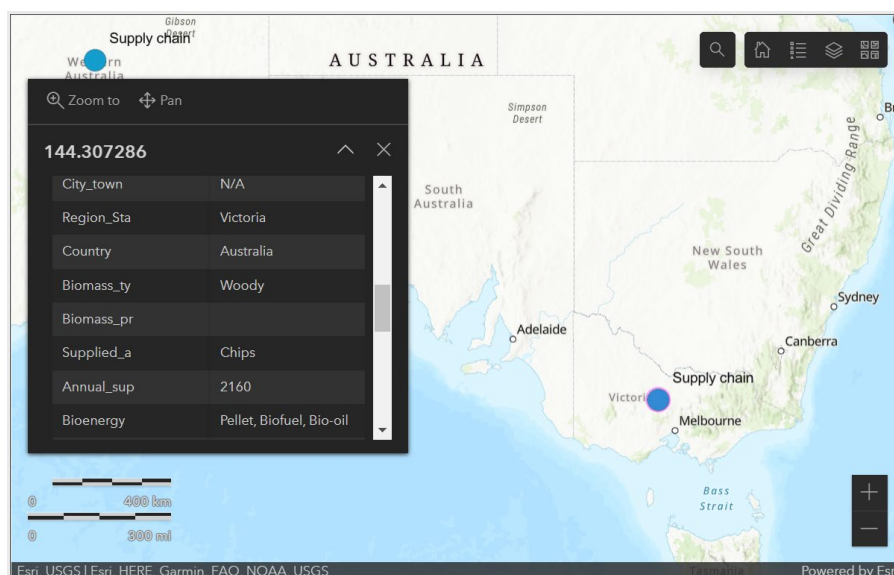 Gibson
Desert
Supply chain
Western
Australia
AUSTRALIA
Zoom to
Pan
144.307286
City_town N/A
Region_Sta Victoria
Country Australia
Biomass_ty Woody
Biomass_pr
Supplied_a Chips
Annual_sup 2160
Bioenergy Pellet, Biofuel, Bio-oil
Simpson
Desert
South
Australia
Great Dividing Range
New South
Wales
Sydney
Adelaide
Canberra
Supply chain
Victoria
Melbourne
Bass
Strait
0 400 km
0 300 mi
Tasmania
Esri, USGS | Esri, HERE, Garmin, FAO, NOAA, USGS
Powered by Esri